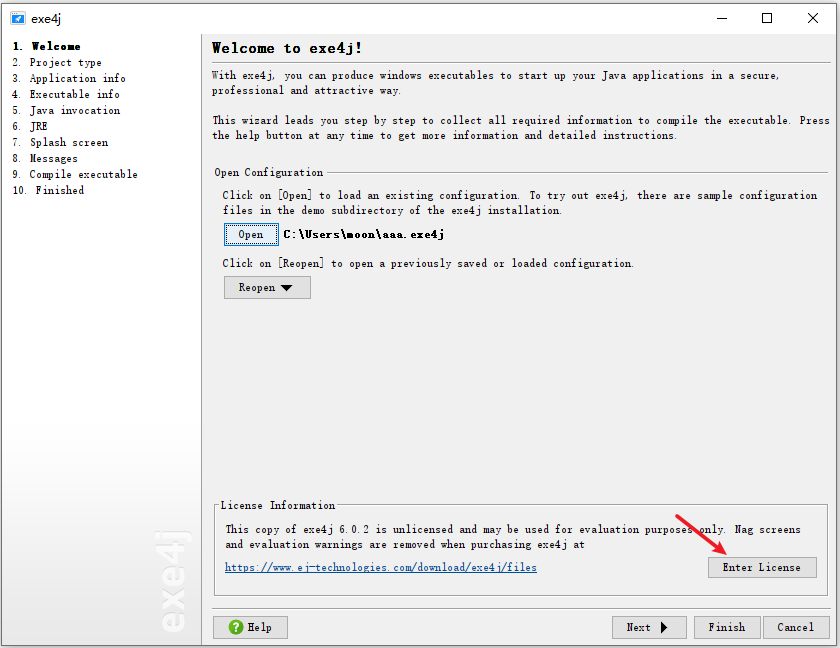 exe4j
1. Welcome
2. Project type
3. Application info
4. Executable info
5. Java invocation
6. JRE
7. Splash screen
8. Messages
9. Compile executable
10. Finished
exe4j
Welcome to exe4j!
With exe4j, you can produce windows executables to start up your Java applications in a secure,
professional and attractive way.
This wizard leads you step by step to collect all required information to compile the executable. Press
the help button at any time to get more information and detailed instructions.
Open Configuration
Click on [Open] to load an existing configuration. To try out exe4j, there are sample configuration
files in the demo subdirectory of the exe4j installation.
Open C:\Users\moon\aaa.exe4j
Click on [Reopen] to open a previously saved or loaded configuration.
Reopen
License Information
This copy of exe4j 6.0.2 is unlicensed and may be used for evaluation purposes only. Nag screens
and evaluation warnings are removed when purchasing exe4j at
https://www.ej-technologies.com/download/exe4j/files
Enter License
Help
Next
Finish
Cancel